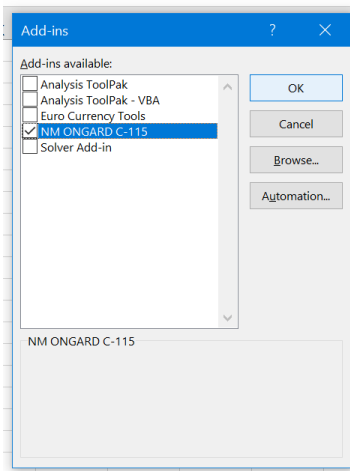 Add-ins
?
Add-ins available:
Analysis ToolPak
Analysis ToolPak - VBA
Euro Currency Tools
NM ONGARD C-115
Solver Add-in
OK
Cancel
Browse...
Automation...
NM ONGARD C-115